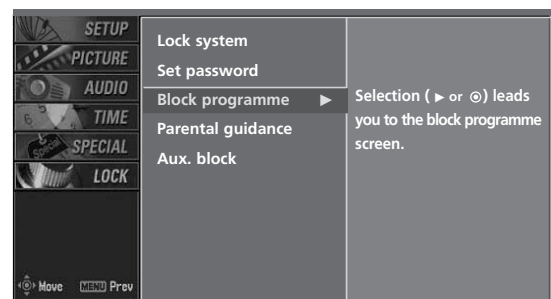 SETUP
PICTURE
AUDIO
TIME
SPECIAL
LOCK
Move MENU Prev
Lock system
Set password
Block programme ►
Parental guidance
Aux. block
Selection ( ► or ⊙) leads
you to the block programme
screen.